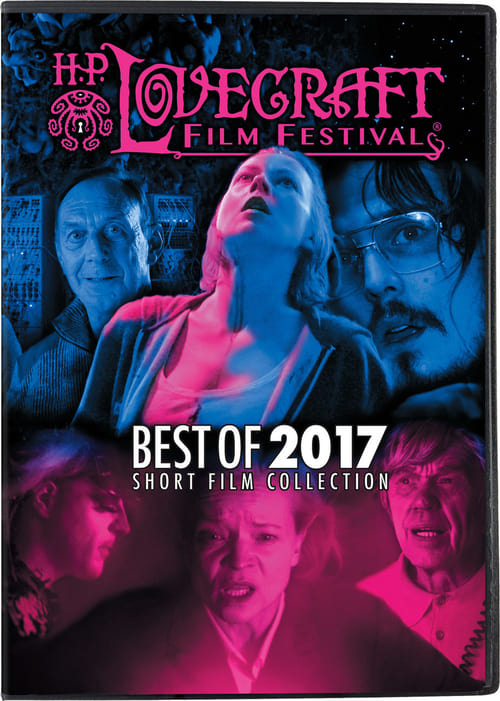 H.P. LOVECRAFT
FILM FESTIVAL®
BEST OF 2017
SHORT FILM COLLECTION